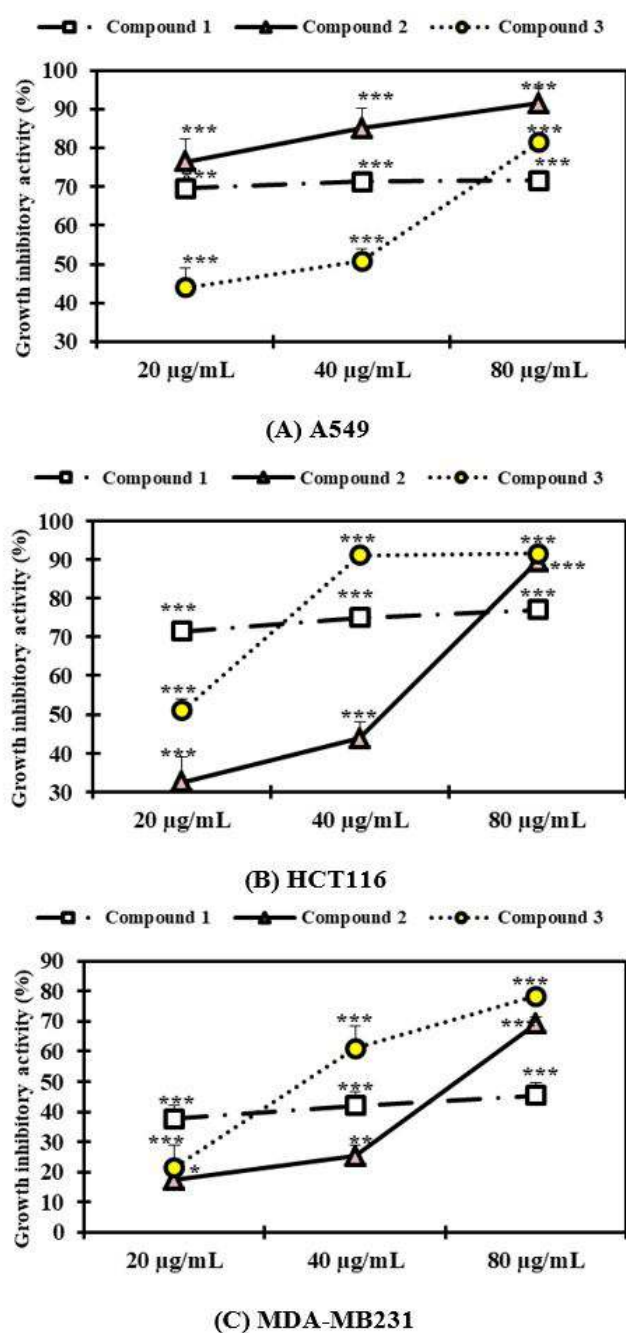 Compound 1 Compound 2 Compound 3
Growth inhibitory activity (%)
100
90
80
70
60
50
40
30
*** *** ***
*** *** ***
*** *** ***
20 µg/mL 40 µg/mL 80 µg/mL
(A) A549
Compound 1 Compound 2 Compound 3
Growth inhibitory activity (%)
100
90
80
70
60
50
40
30
*** *** ***
*** *** ***
*** *** ***
20 µg/mL 40 µg/mL 80 µg/mL
(B) HCT116
Compound 1 Compound 2 Compound 3
Growth inhibitory activity (%)
90
80
70
60
50
40
30
20
10
0
*** *** ***
*** *** ***
* ** ***
20 µg/mL 40 µg/mL 80 µg/mL
(C) MDA-MB231